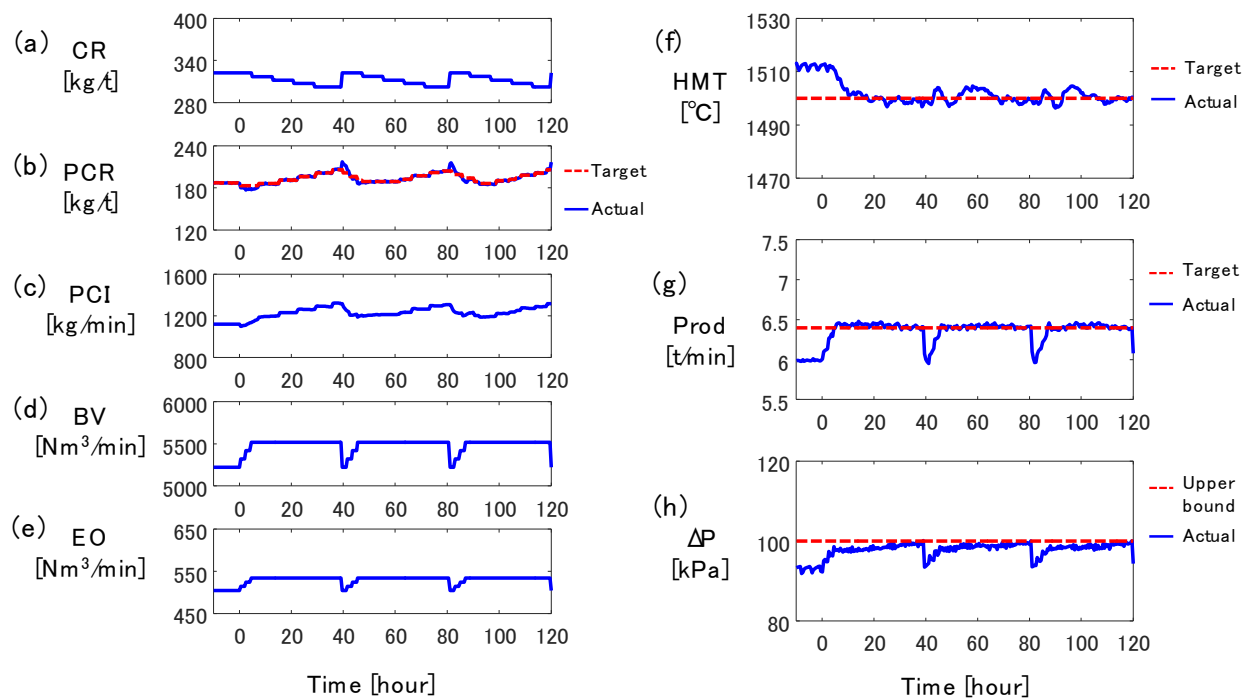 (a) CR
[kg/t]
400
340
280
0 20 40 60 80 100 120
(b) PCR
[kg/t]
240
180
120
0 20 40 60 80 100 120
Target
Actual
(c) PCI
[kg/min]
1600
1200
800
0 20 40 60 80 100 120
(d) BV
[Nm³/min]
6000
5500
5000
0 20 40 60 80 100 120
(e) EO
[Nm³/min]
650
550
450
0 20 40 60 80 100 120
Time [hour]
(f)
HMT
[℃]
1530
1510
1490
1470
0 20 40 60 80 100 120
Target
Actual
(g)
Prod
[t/min]
7.5
7
6.5
6
5.5
0 20 40 60 80 100 120
Target
Actual
(h)
ΔP
[kPa]
120
100
80
0 20 40 60 80 100 120
Upper
bound
Actual
Time [hour]